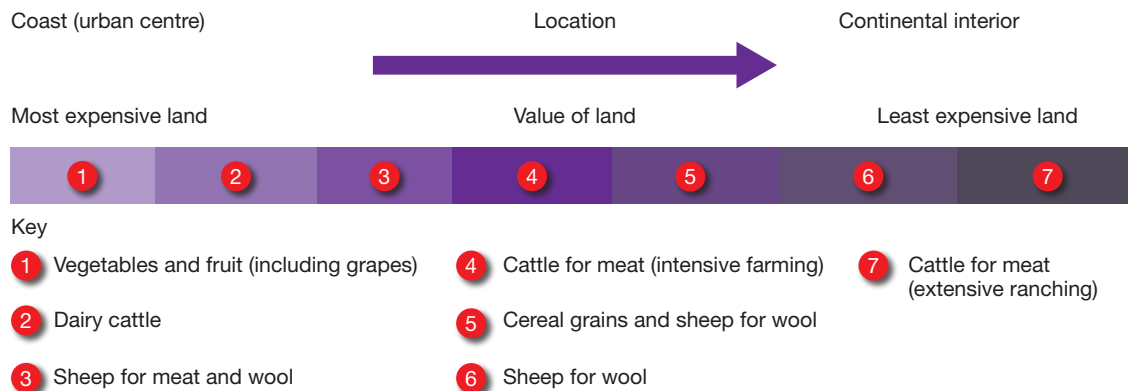 Coast (urban centre) Location Continental interior
Most expensive land Value of land Least expensive land
1 2 3 4 5 6 7
Key
1 Vegetables and fruit (including grapes)
2 Dairy cattle
3 Sheep for meat and wool
4 Cattle for meat (intensive farming)
5 Cereal grains and sheep for wool
6 Sheep for wool
7 Cattle for meat
(extensive ranching)